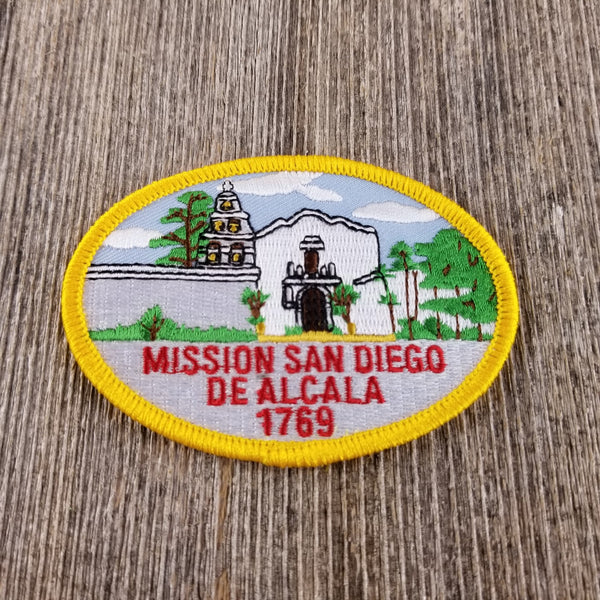 MISSION SAN DIEGO
DE ALCALA
1769